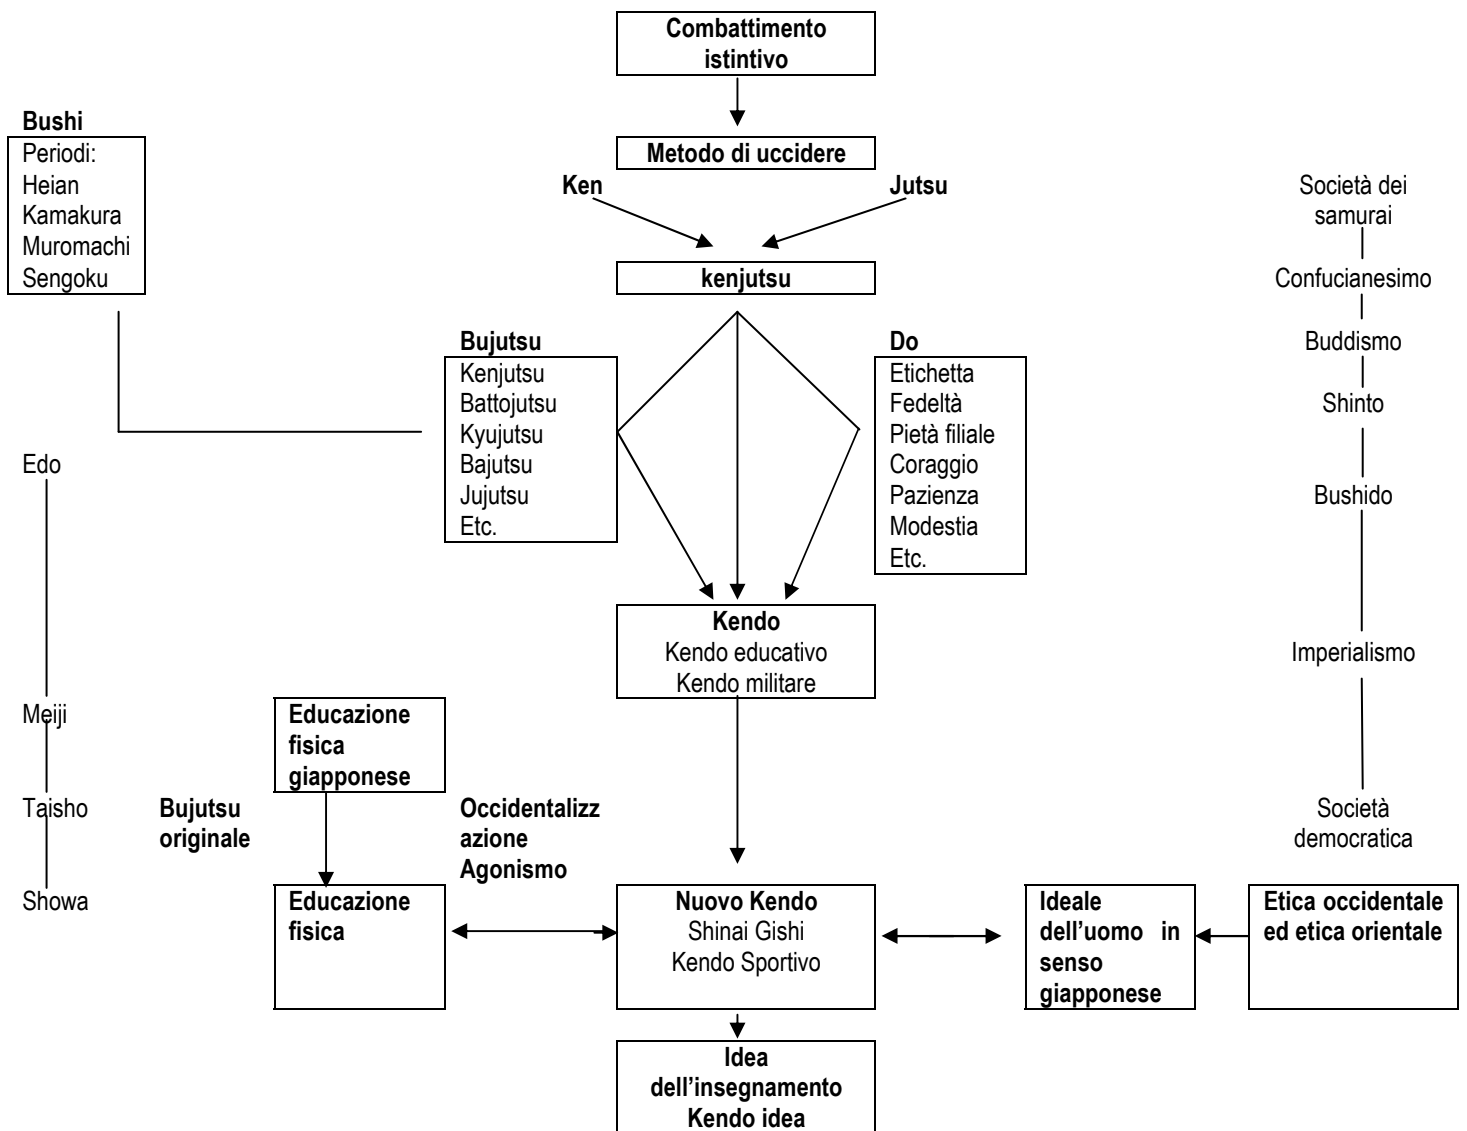 Combattimento
istintivo
Bushi
Periodi:
Heian
Kamakura
Muromachi
Sengoku
Metodo di uccidere
Ken
Jutsu
kenjutsu
Società dei
samurai
Confucianesimo
Buddismo
Shinto
Bushido
Imperialismo
Società
democratica
Bujutsu
Kenjutsu
Battojutsu
Kyujutsu
Bajutsu
Jujutsu
Etc.
Do
Etichetta
Fedeltà
Pietà filiale
Coraggio
Pazienza
Modestia
Etc.
Edo
Meiji
Taisho
Showa
Kendo
Kendo educativo
Kendo militare
Educazione
fisica
giapponese
Bujutsu
originale
Occidentalizz
azione
Agonismo
Educazione
fisica
Nuovo Kendo
Shinai Gishi
Kendo Sportivo
Ideale
dell'uomo in
senso
giapponese
Etica occidentale
ed etica orientale
Idea
dell'insegnamento
Kendo idea